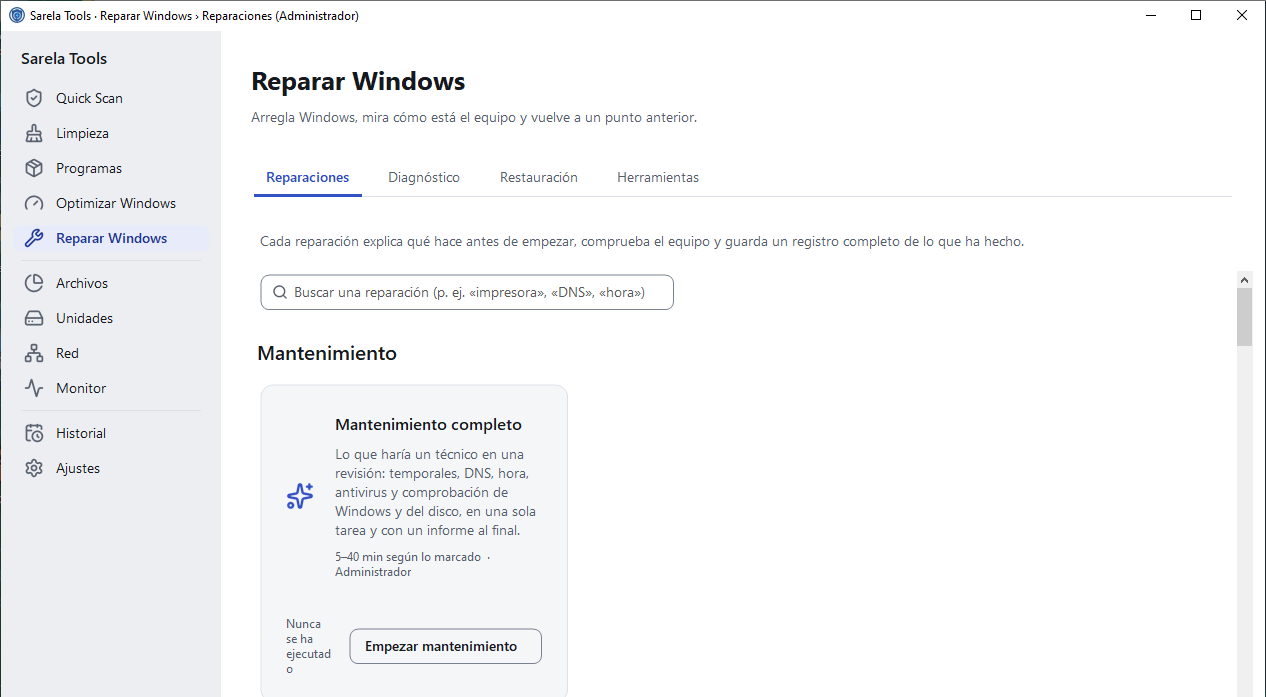 Sarela Tools · Reparar Windows › Reparaciones (Administrador)
Sarela Tools
Quick Scan
Limpieza
Programas
Optimizar Windows
Reparar Windows
Archivos
Unidades
Red
Monitor
Historial
Ajustes
Reparar Windows
Arregla Windows, mira cómo está el equipo y vuelve a un punto anterior.
Reparaciones
Diagnóstico
Restauración
Herramientas
Cada reparación explica qué hace antes de empezar, comprueba el equipo y guarda un registro completo de lo que ha hecho.
Buscar una reparación (p. ej. «impresora», «DNS», «hora»)
Mantenimiento
Mantenimiento completo
Lo que haría un técnico en una
revisión: temporales, DNS, hora,
antivirus y comprobación de
Windows y del disco, en una sola
tarea y con un informe al final.
5–40 min según lo marcado ·
Administrador
Nunca
se ha
ejecutad
o
Empezar mantenimiento